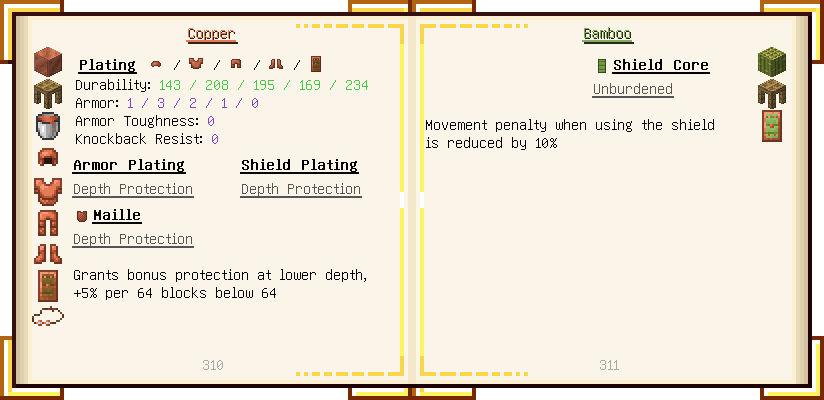 Copper
Plating / / / /
Durability: 143 / 208 / 195 / 169 / 234
Armor: 1 / 3 / 2 / 1 / 0
Armor Toughness: 0
Knockback Resist: 0
Armor Plating
Shield Plating
Depth Protection
Depth Protection
Maille
Depth Protection
Grants bonus protection at lower depth,
+5% per 64 blocks below 64
310
Bamboo
Shield Core
Unburdened
Movement penalty when using the shield
is reduced by 10%
311